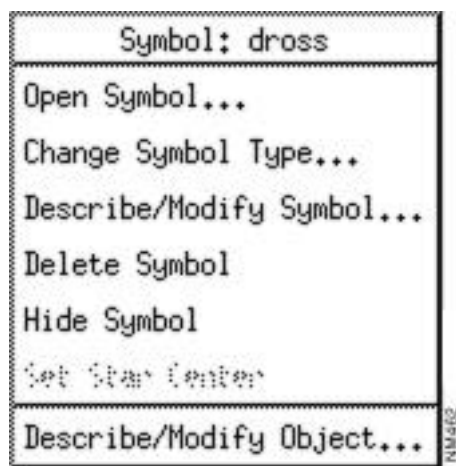 Symbol: dross
Open Symbol...
Change Symbol Type...
Describe/Modify Symbol...
Delete Symbol
Hide Symbol
Set Star Center
Describe/Modify Object...
NM462